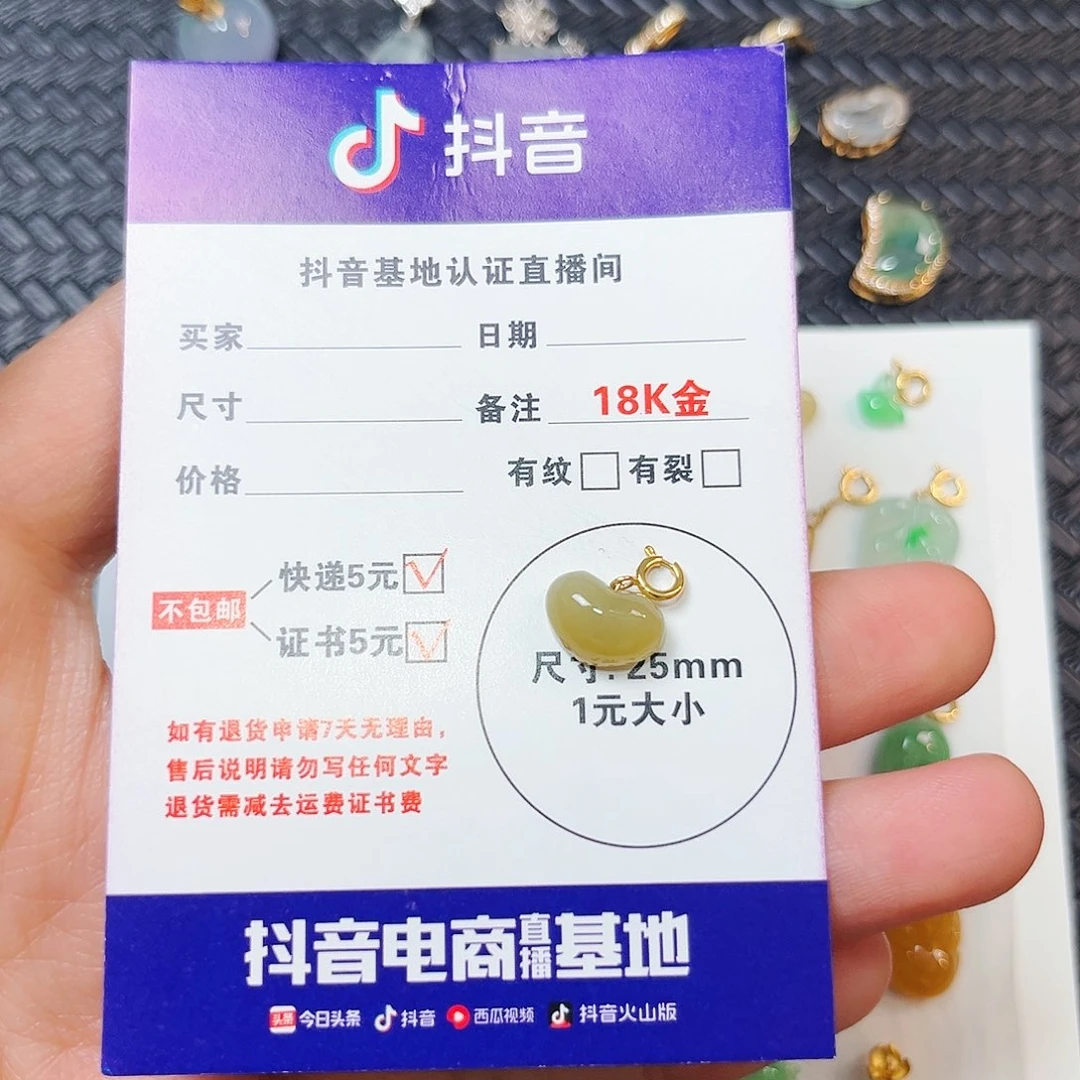 抖音
抖音基地认证直播间
买家 日期
尺寸 备注 18K金
价格 有纹 有裂
快递5元
不包邮
证书5元
尺寸:25mm
1元大小
如有退货申请7天无理由,
售后说明请勿写任何文字
退货需减去运费证书费
抖音电商直播基地
头条 今日头条 抖音 西瓜视频 抖音火山版